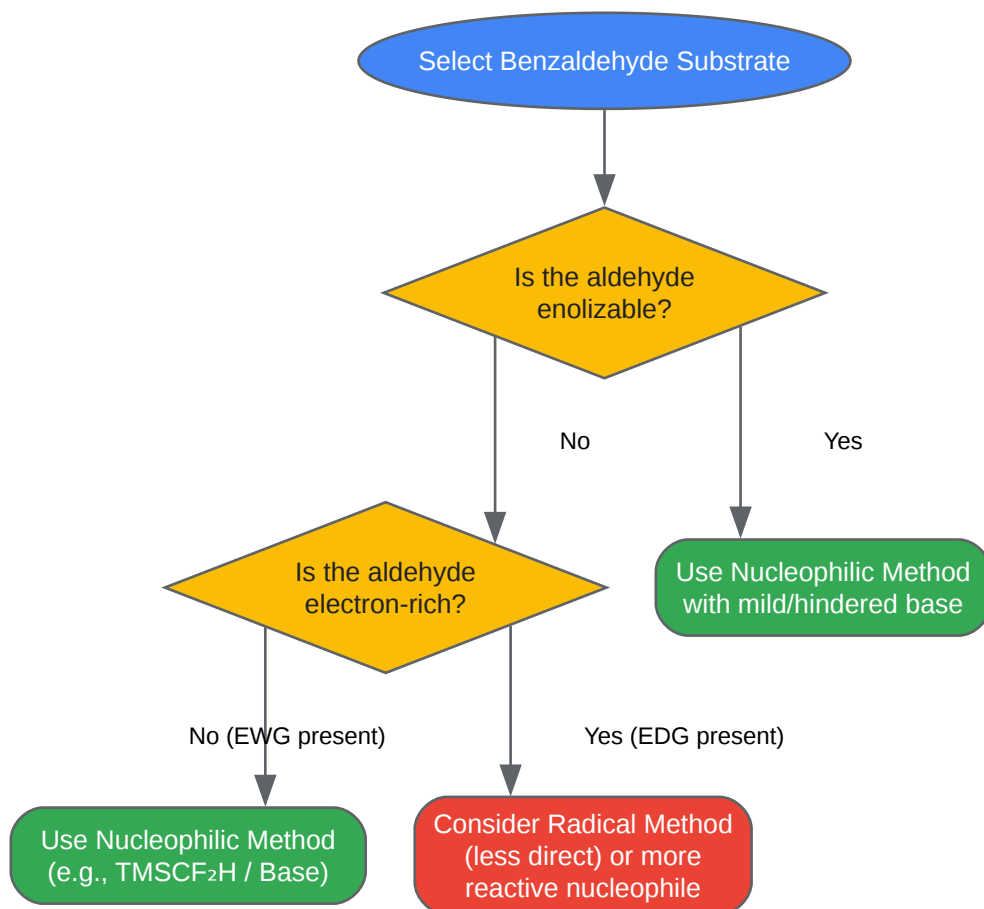 Select Benzaldehyde Substrate
Is the aldehyde
enolizable?
No
Yes
Is the aldehyde
electron-rich?
Use Nucleophilic Method
with mild/hindered base
No (EWG present)
Yes (EDG present)
Use Nucleophilic Method
(e.g., TMSCF₂H / Base)
Consider Radical Method
(less direct) or more
reactive nucleophile